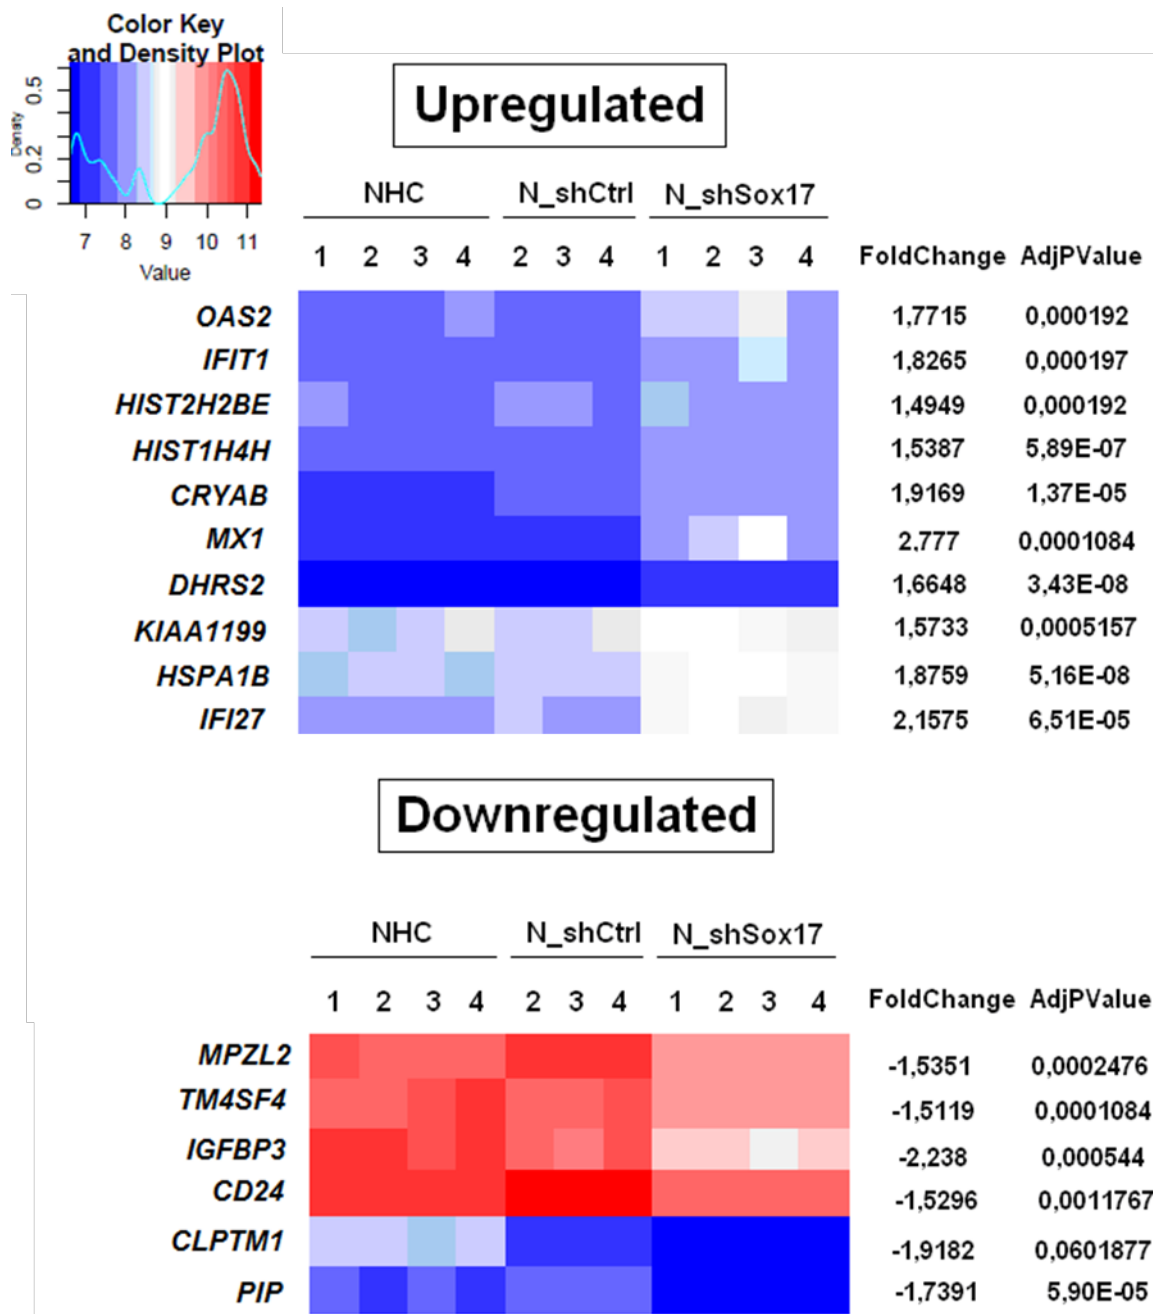 Color Key
and Density Plot
Density
0 0.2 0.5
7 8 9 10 11
Value
Upregulated
NHC N_shCtrl N_shSox17
1 2 3 4 2 3 4 1 2 3 4 FoldChange AdjPValue
OAS2 1,7715 0,000192
IFIT1 1,8265 0,000197
HIST2H2BE 1,4949 0,000192
HIST1H4H 1,5387 5,89E-07
CRYAB 1,9169 1,37E-05
MX1 2,777 0,0001084
DHRS2 1,6648 3,43E-08
KIAA1199 1,5733 0,0005157
HSPA1B 1,8759 5,16E-08
IFI27 2,1575 6,51E-05
Downregulated
NHC N_shCtrl N_shSox17
1 2 3 4 2 3 4 1 2 3 4 FoldChange AdjPValue
MPZL2 -1,5351 0,0002476
TM4SF4 -1,5119 0,0001084
IGFBP3 -2,238 0,000544
CD24 -1,5296 0,0011767
CLPTM1 -1,9182 0,0601877
PIP -1,7391 5,90E-05